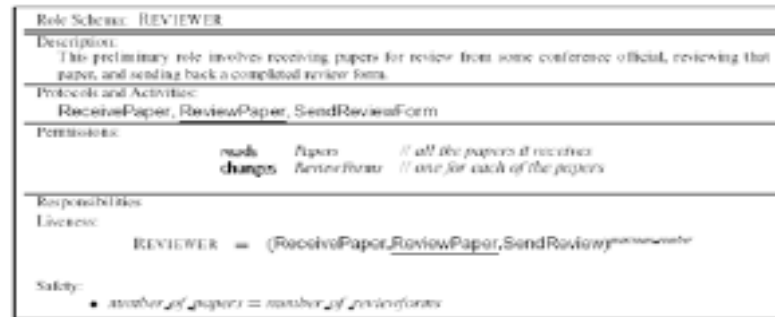 Role Schema: REVIEWER
Description:
This preliminary role involves receiving papers for review from some conference official, reviewing that
paper, and sending back a completed review form.
Protocols and Activities:
ReceivePaper, ReviewPaper, SendReviewForm
Permissions:
reads Papers // all the papers it receives
changes ReviewForms // one for each of the papers
Responsibilities
Liveness:
REVIEWER = (ReceivePaper.ReviewPaper.SendReview)
Safety:
• number_of_papers = number_of_reviewforms